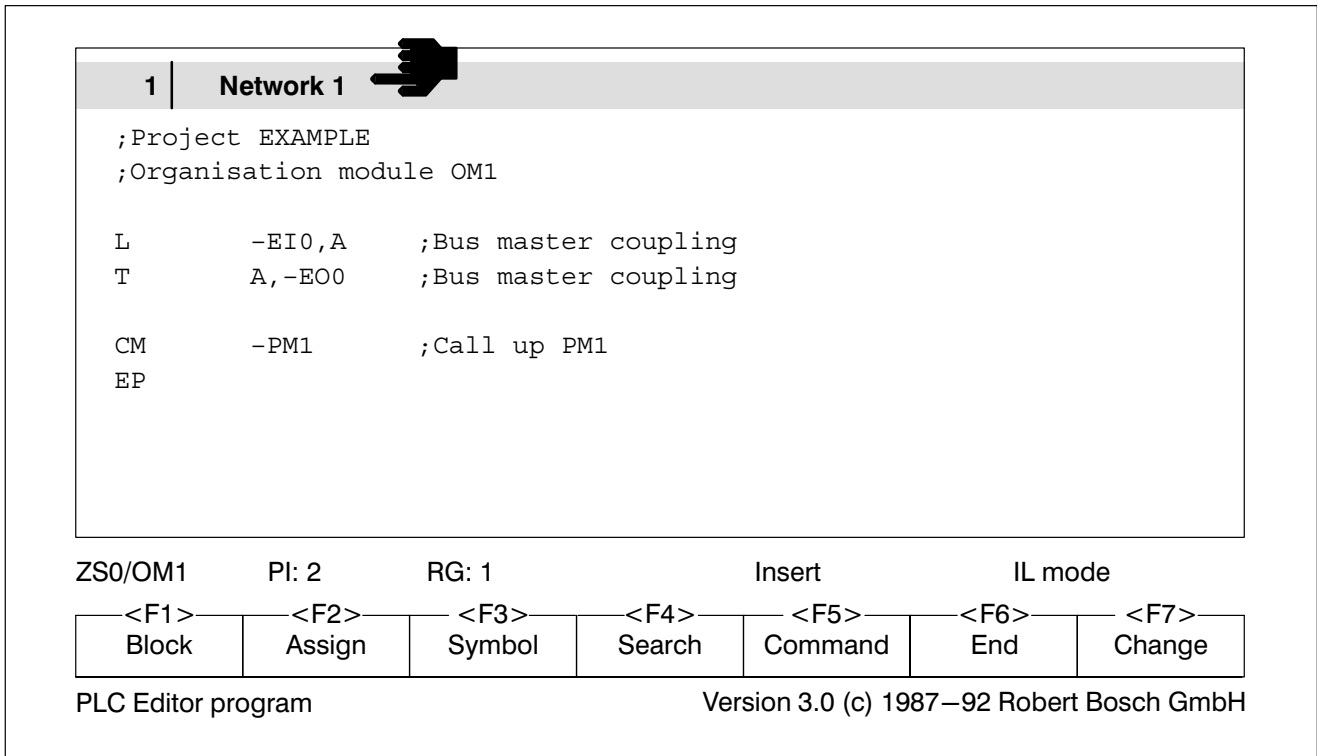 1 Network 1
;Project EXAMPLE
;Organisation module OM1
L -EI0,A ;Bus master coupling
T A,-EO0 ;Bus master coupling
CM -PM1 ;Call up PM1
EP
ZS0/OM1 PI: 2 RG: 1 Insert IL mode
<F1> <F2> <F3> <F4> <F5> <F6> <F7>
Block Assign Symbol Search Command End Change
PLC Editor program Version 3.0 (c) 1987–92 Robert Bosch GmbH